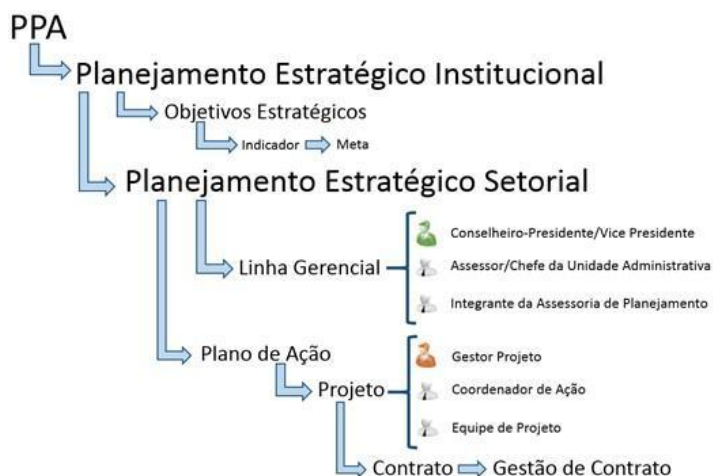 PPA
Planejamento Estratégico Institucional
Objetivos Estratégicos
Indicador Meta
Planejamento Estratégico Setorial
Linha Gerencial
Conselheiro-Presidente/Vice Presidente
Assessor/Chefe da Unidade Administrativa
Integrante da Assessoria de Planejamento
Plano de Ação
Projeto
Gestor Projeto
Coordenador de Ação
Equipe de Projeto
Contrato Gestão de Contrato